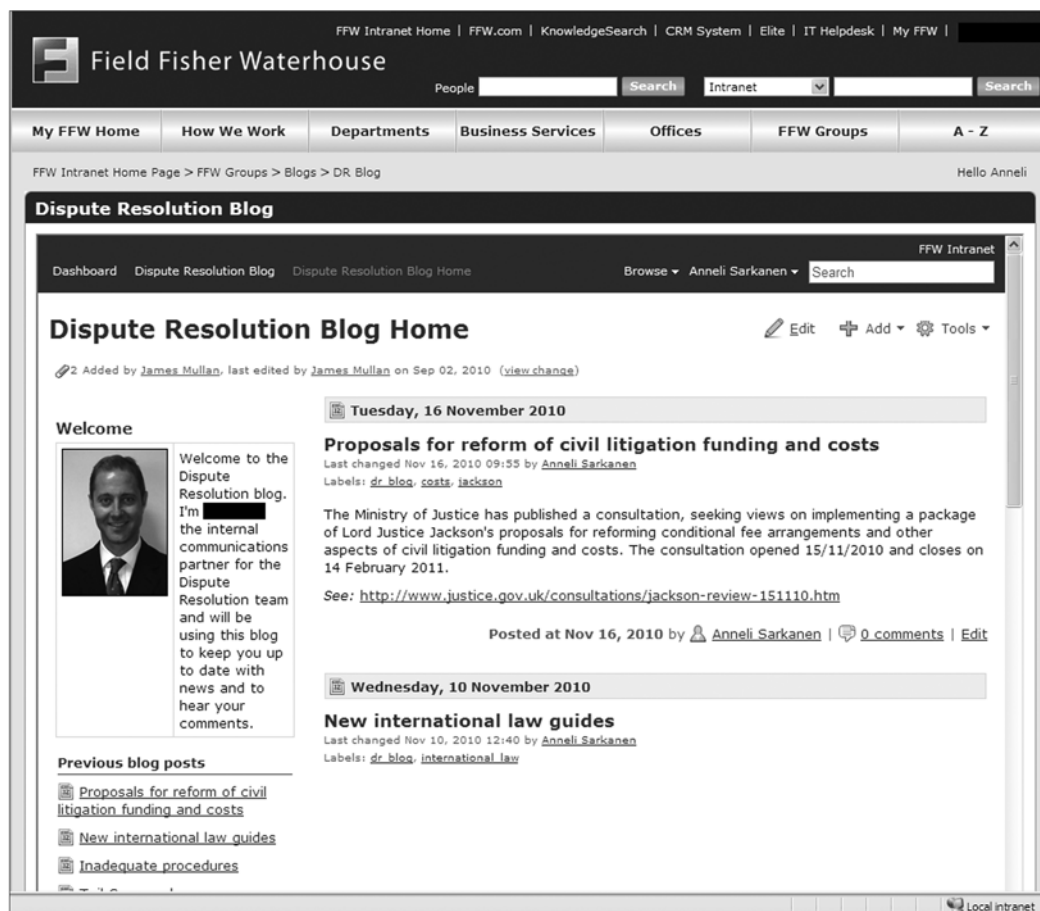 FFW Intranet Home | FFW.com | KnowledgeSearch | CRM System | Elite | IT Helpdesk | My FFW |
Field Fisher Waterhouse
People Search Intranet Search
My FFW Home How We Work Departments Business Services Offices FFW Groups A - Z
FFW Intranet Home Page > FFW Groups > Blogs > DR Blog Hello Anneli
Dispute Resolution Blog
FFW Intranet
Dashboard Dispute Resolution Blog Dispute Resolution Blog Home Browse Anneli Sarkanen Search
Dispute Resolution Blog Home
Edit Add Tools
2 Added by James Mullan, last edited by James Mullan on Sep 02, 2010 (view change)
Welcome
Welcome to the
Dispute
Resolution blog.
I'm
the internal
communications
partner for the
Dispute
Resolution team
and will be
using this blog
to keep you up
to date with
news and to
hear your
comments.
Previous blog posts
Proposals for reform of civil
litigation funding and costs
New international law guides
Inadequate procedures
Tuesday, 16 November 2010
Proposals for reform of civil litigation funding and costs
Last changed Nov 16, 2010 09:55 by Anneli Sarkanen
Labels: dr_blog, costs, jackson
The Ministry of Justice has published a consultation, seeking views on implementing a package
of Lord Justice Jackson's proposals for reforming conditional fee arrangements and other
aspects of civil litigation funding and costs. The consultation opened 15/11/2010 and closes on
14 February 2011.
See: http://www.justice.gov.uk/consultations/jackson-review-151110.htm
Posted at Nov 16, 2010 by Anneli Sarkanen | 0 comments | Edit
Wednesday, 10 November 2010
New international law guides
Last changed Nov 10, 2010 12:40 by Anneli Sarkanen
Labels: dr_blog, international_law
Local intranet